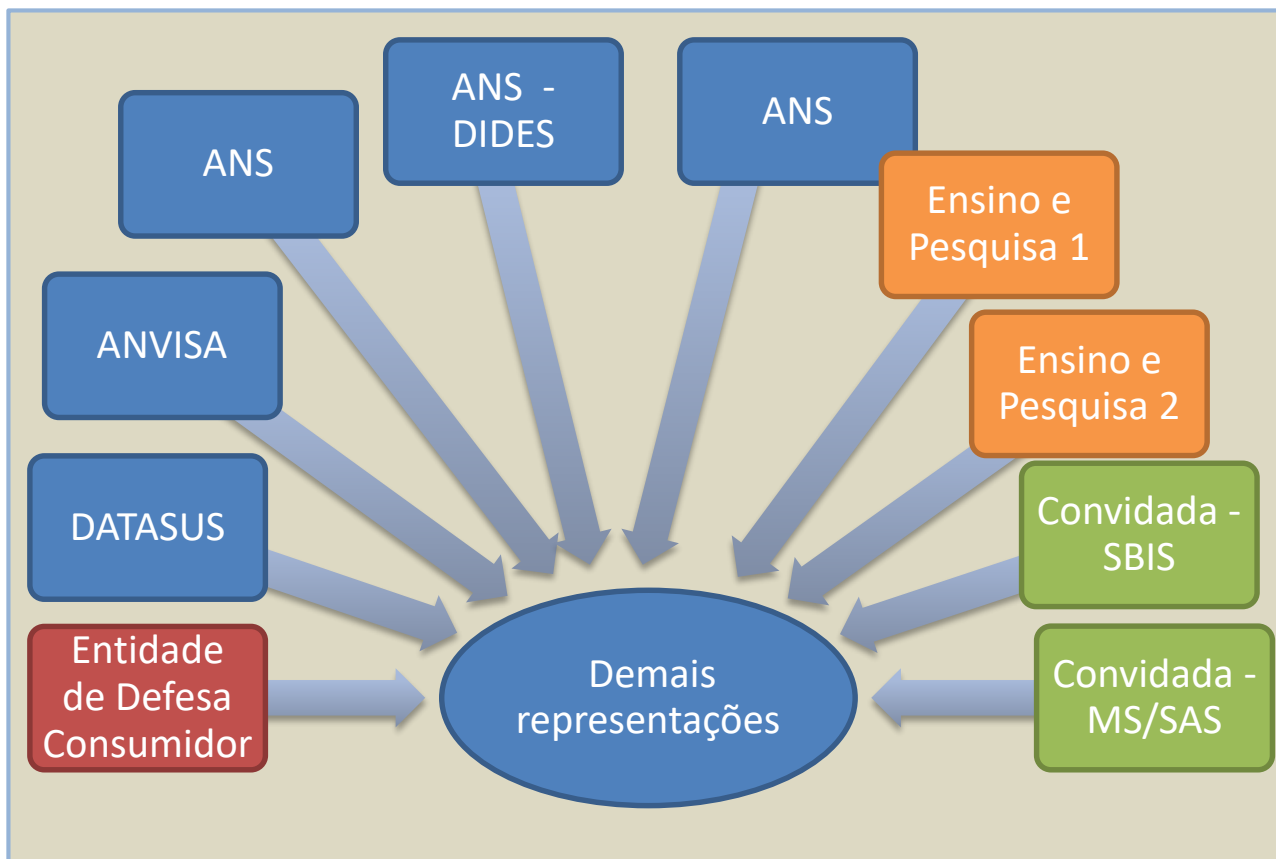 ANS  -
DIDES
ANS
ANS
Ensino e
Pesquisa 1
ANVISA
Ensino e
Pesquisa 2
DATASUS
Convidada -
SBIS
Entidade
de Defesa
Consumidor
Demais
representações
Convidada -
MS/SAS